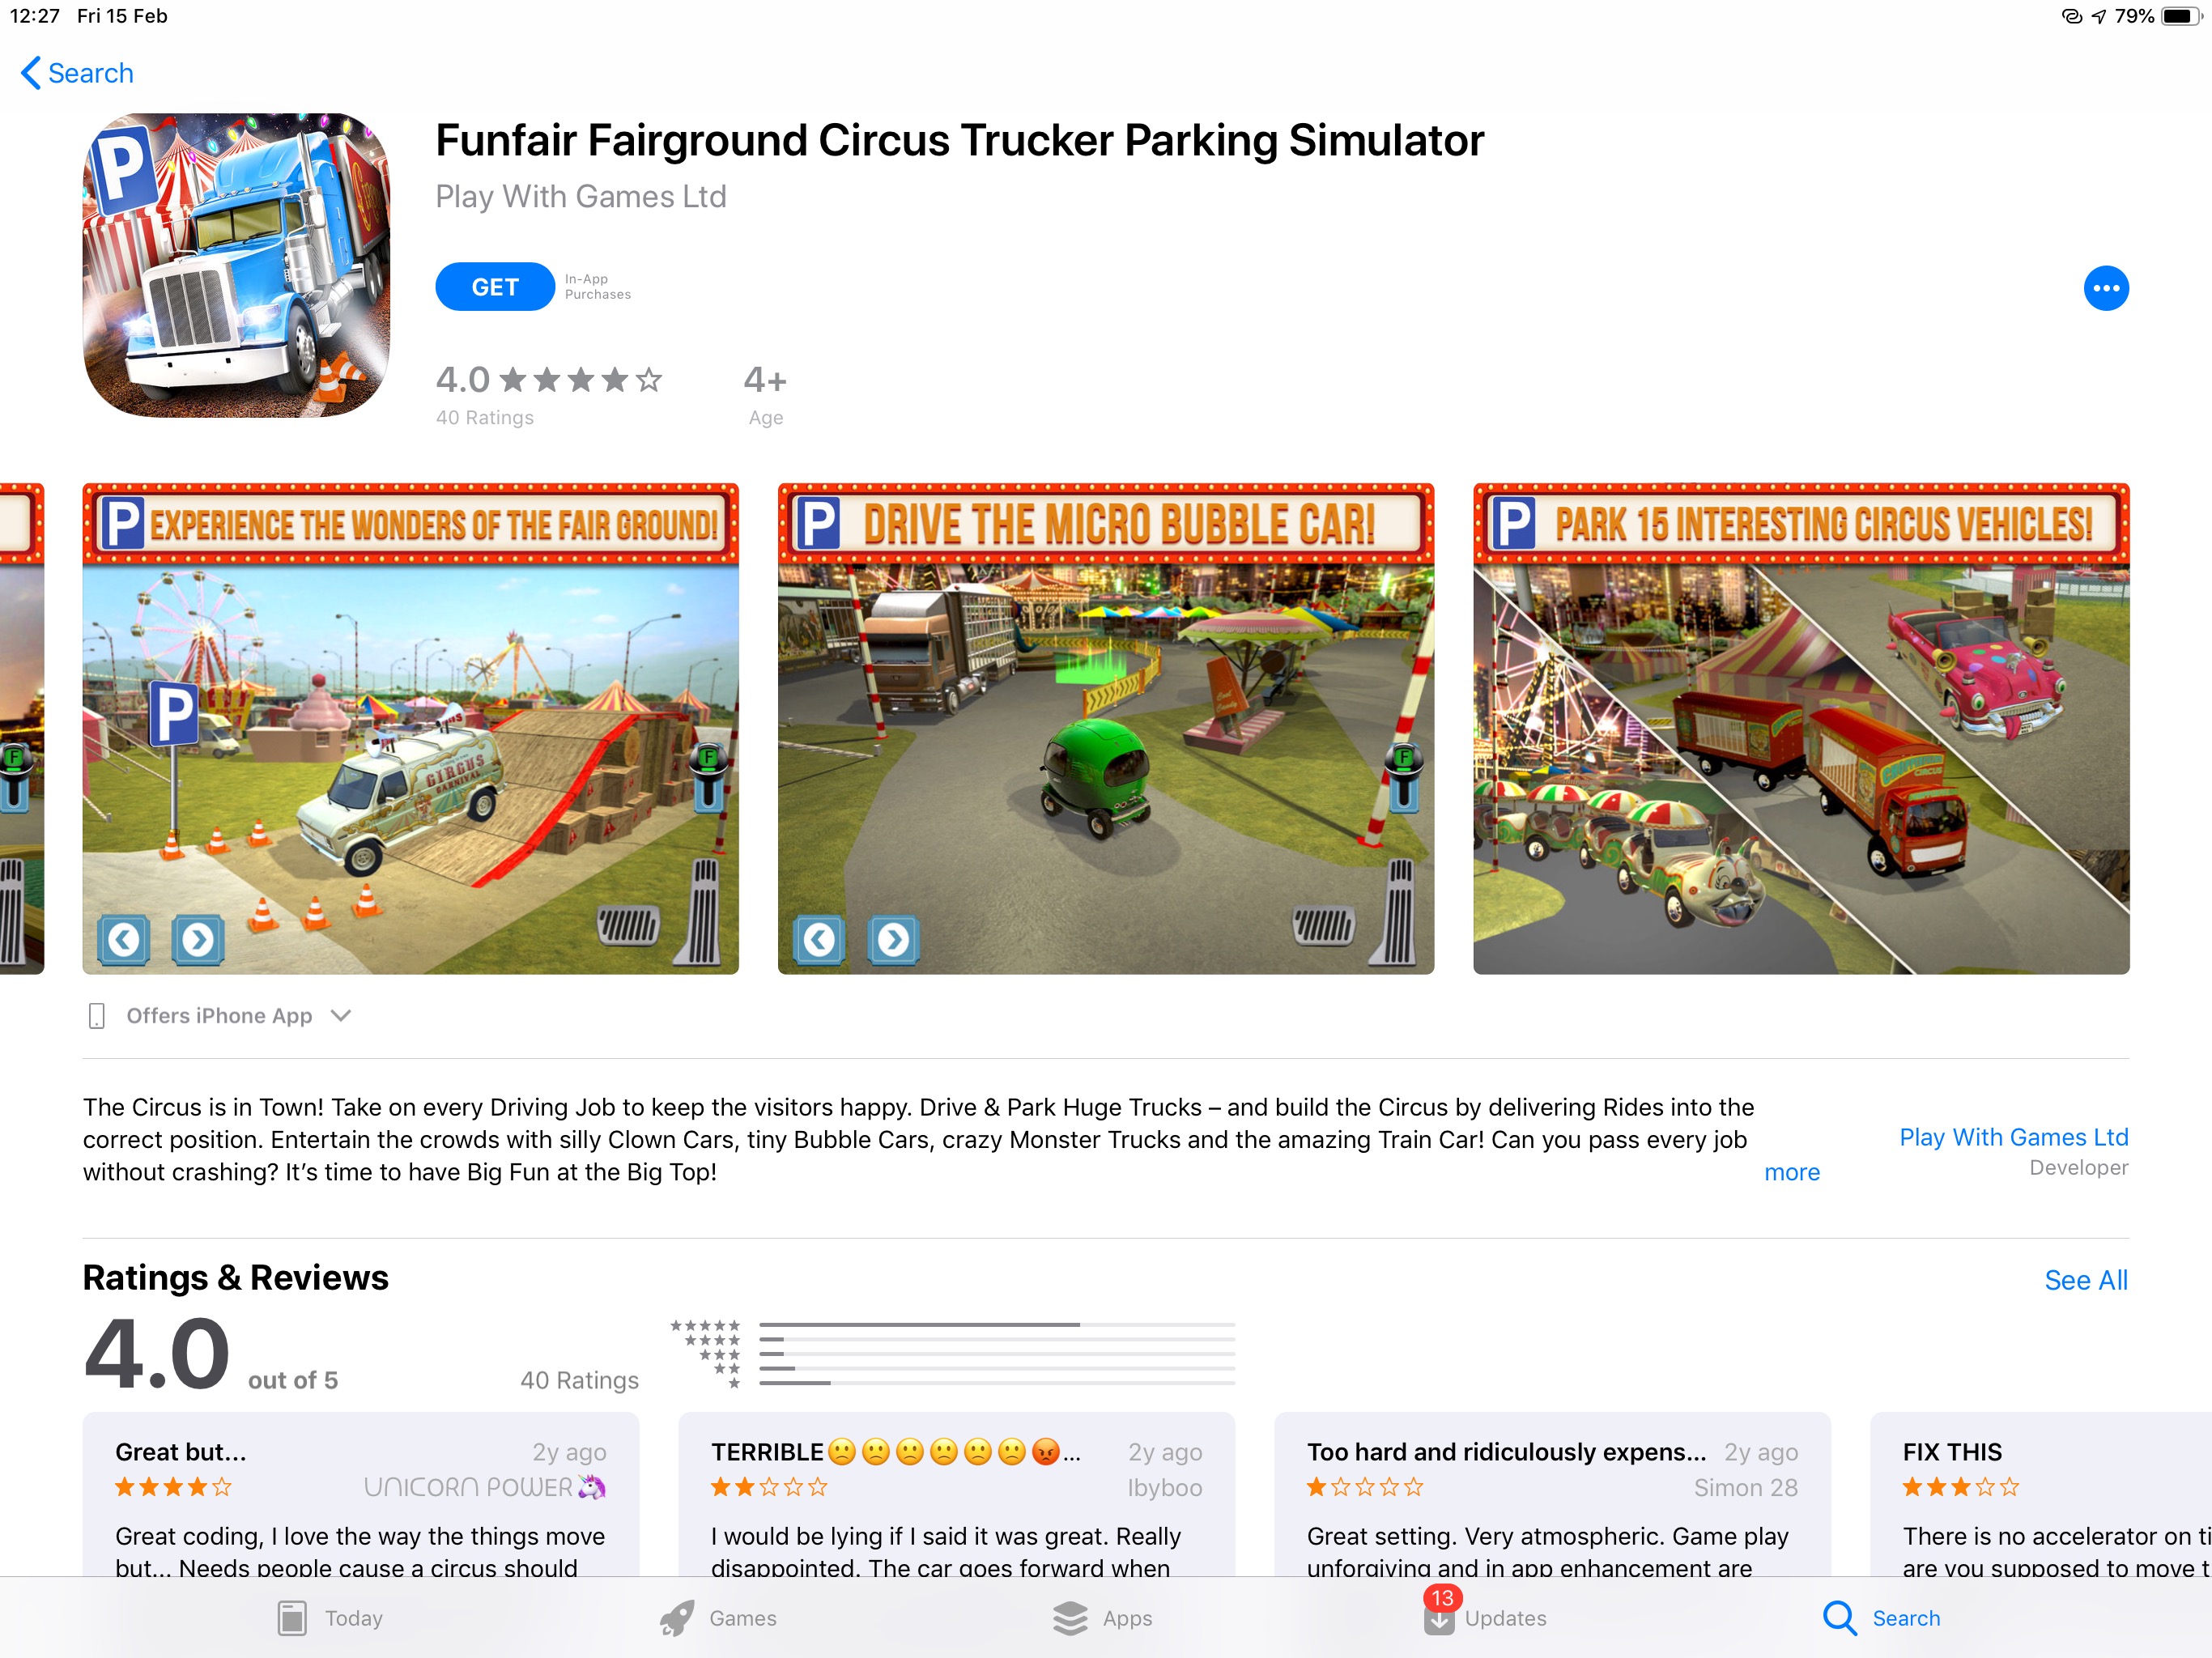 12:27 Fri 15 Feb
79%
Search
Funfair Fairground Circus Trucker Parking Simulator
Play With Games Ltd
GET
In-App
Purchases
4.0
40 Ratings
4+
Age
P
P EXPERIENCE THE WONDERS OF THE FAIR GROUND!
P
CIRCUS
CARNIVAL
F
P DRIVE THE MICRO BUBBLE CAR!
F
P PARK 15 INTERESTING CIRCUS VEHICLES!
F
Offers iPhone App
The Circus is in Town! Take on every Driving Job to keep the visitors happy. Drive & Park Huge Trucks – and build the Circus by delivering Rides into the
correct position. Entertain the crowds with silly Clown Cars, tiny Bubble Cars, crazy Monster Trucks and the amazing Train Car! Can you pass every job
without crashing? It’s time to have Big Fun at the Big Top!
more
Play With Games Ltd
Developer
Ratings & Reviews
See All
4.0 out of 5
40 Ratings
Great but...
2y ago
UNICORN POWER🦄
Great coding, I love the way the things move
but... Needs people cause a circus should
TERRIBLE🙁🙁🙁🙁🙁🙁😡...
2y ago
Ibyboo
I would be lying if I said it was great. Really
disappointed. The car goes forward when
Too hard and ridiculously expens...
2y ago
Simon 28
Great setting. Very atmospheric. Game play
unforgiving and in app enhancement are
FIX THIS
There is no accelerator on
are you supposed to move
Today
Games
Apps
13
Updates
Search